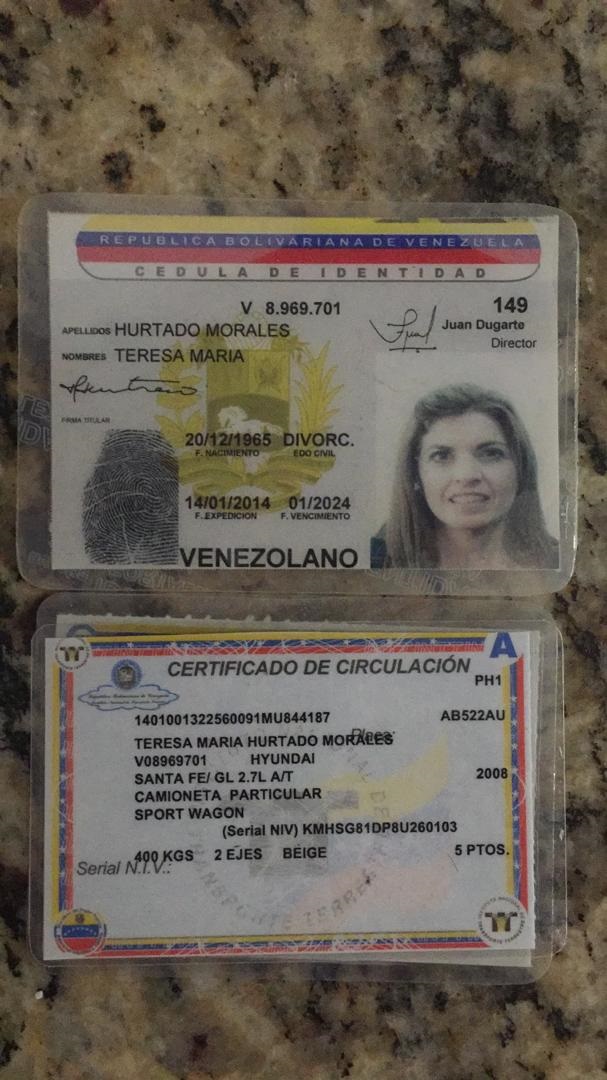 REPUBLICA BOLIVARIANA DE VENEZUELA
CEDULA DE IDENTIDAD
V 8.969.701
149
APELLIDOS HURTADO MORALES
Juan Dugarte
Director
NOMBRES TERESA MARIA
FIRMA TITULAR
20/12/1965 DIVORC.
F. NACIMIENTO EDO CIVIL
14/01/2014 01/2024
F. EXPEDICION F. VENCIMIENTO
VENEZOLANO
A
CERTIFICADO DE CIRCULACIÓN
PH1
1401001322560091MU844187
AB522AU
Placa:
TERESA MARIA HURTADO MORALES
V08969701 HYUNDAI
SANTA FE/ GL 2.7L A/T
2008
CAMIONETA PARTICULAR
SPORT WAGON
(Serial NIV) KMHSG81DP8U260103
400 KGS 2 EJES BEIGE 5 PTOS.
Serial N.I.V.: